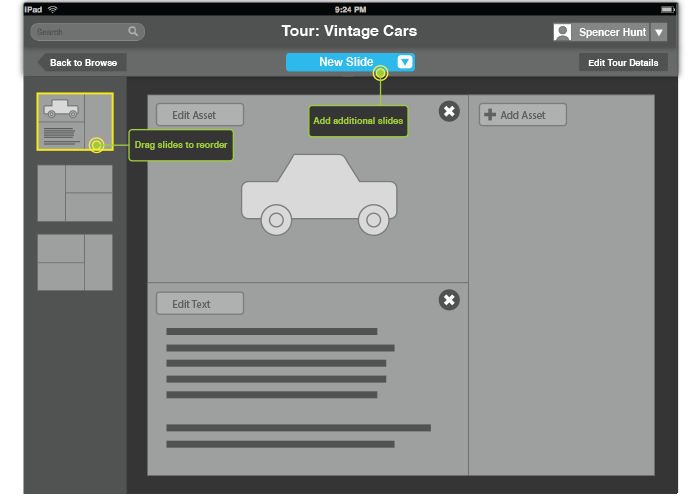 iPad 9:24 PM
Tour: Vintage Cars
Search
Spencer Hunt
Back to Browse
New Slide
Edit Tour Details
Edit Asset
Add additional slides
Add Asset
Drag slides to reorder
Edit Text